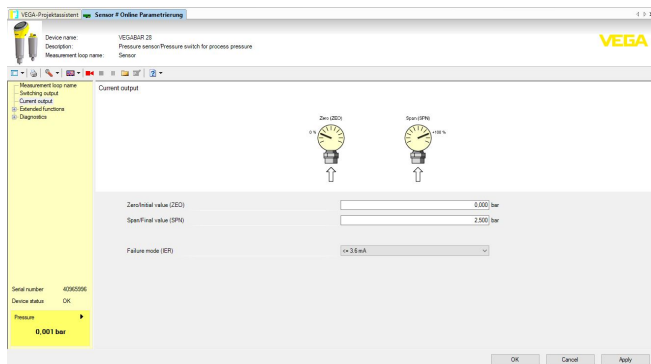 VEGA-Projektassistent
Sensor # Online Parametrierung
Device name: VEGABAR 28
Description: Pressure sensor/Pressure switch for process pressure
Measurement loop name: Sensor
VEGA
Measurement loop name
Switching output
Current output
Extended functions
Diagnostics
Current output
Zero (ZE0)
0 %
Span (SPN)
+100 %
Zero/Initial value (ZE0) 0,000 bar
Span/Final value (SPN) 2,500 bar
Failure mode (IER) <= 3.6 mA
Serial number 40965996
Device status OK
Pressure
0,001 bar
OK Cancel Apply